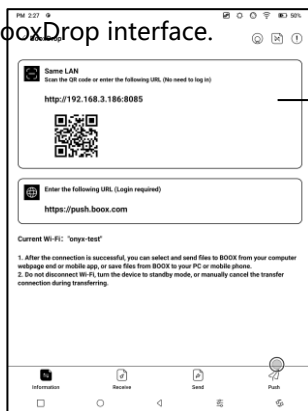 PM 2:27
50%
ooxDrop interface.
BooxDrop
Same LAN
Scan the QR code or enter the following URL (No need to log in)
http://192.168.3.186:8085
Enter the following URL (Login required)
https://push.boox.com
Current Wi-Fi: "onyx-test"
1. After the connection is successful, you can select and send files to BOOX from your computer
webpage end or mobile app, or save files from BOOX to your PC or mobile phone.
2. Do not disconnect Wi-Fi, turn the device to standby mode, or manually cancel the transfer
connection during transferring.
Information
Receive
Send
Push